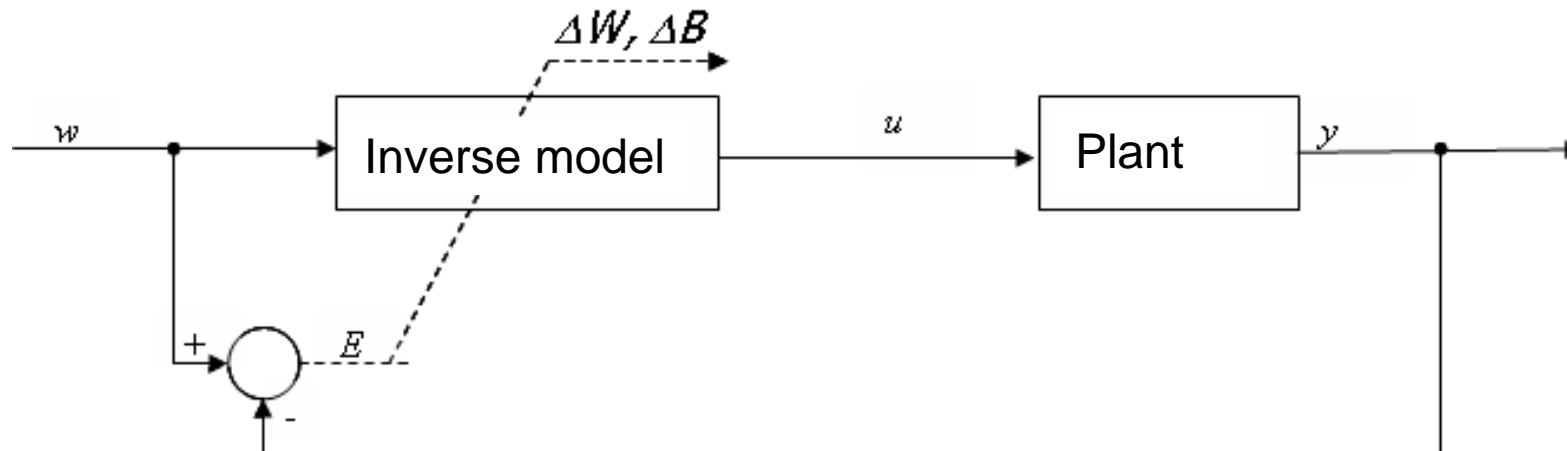 ΔW, ΔB
w
Inverse model
u
Plant
y
+
E
-